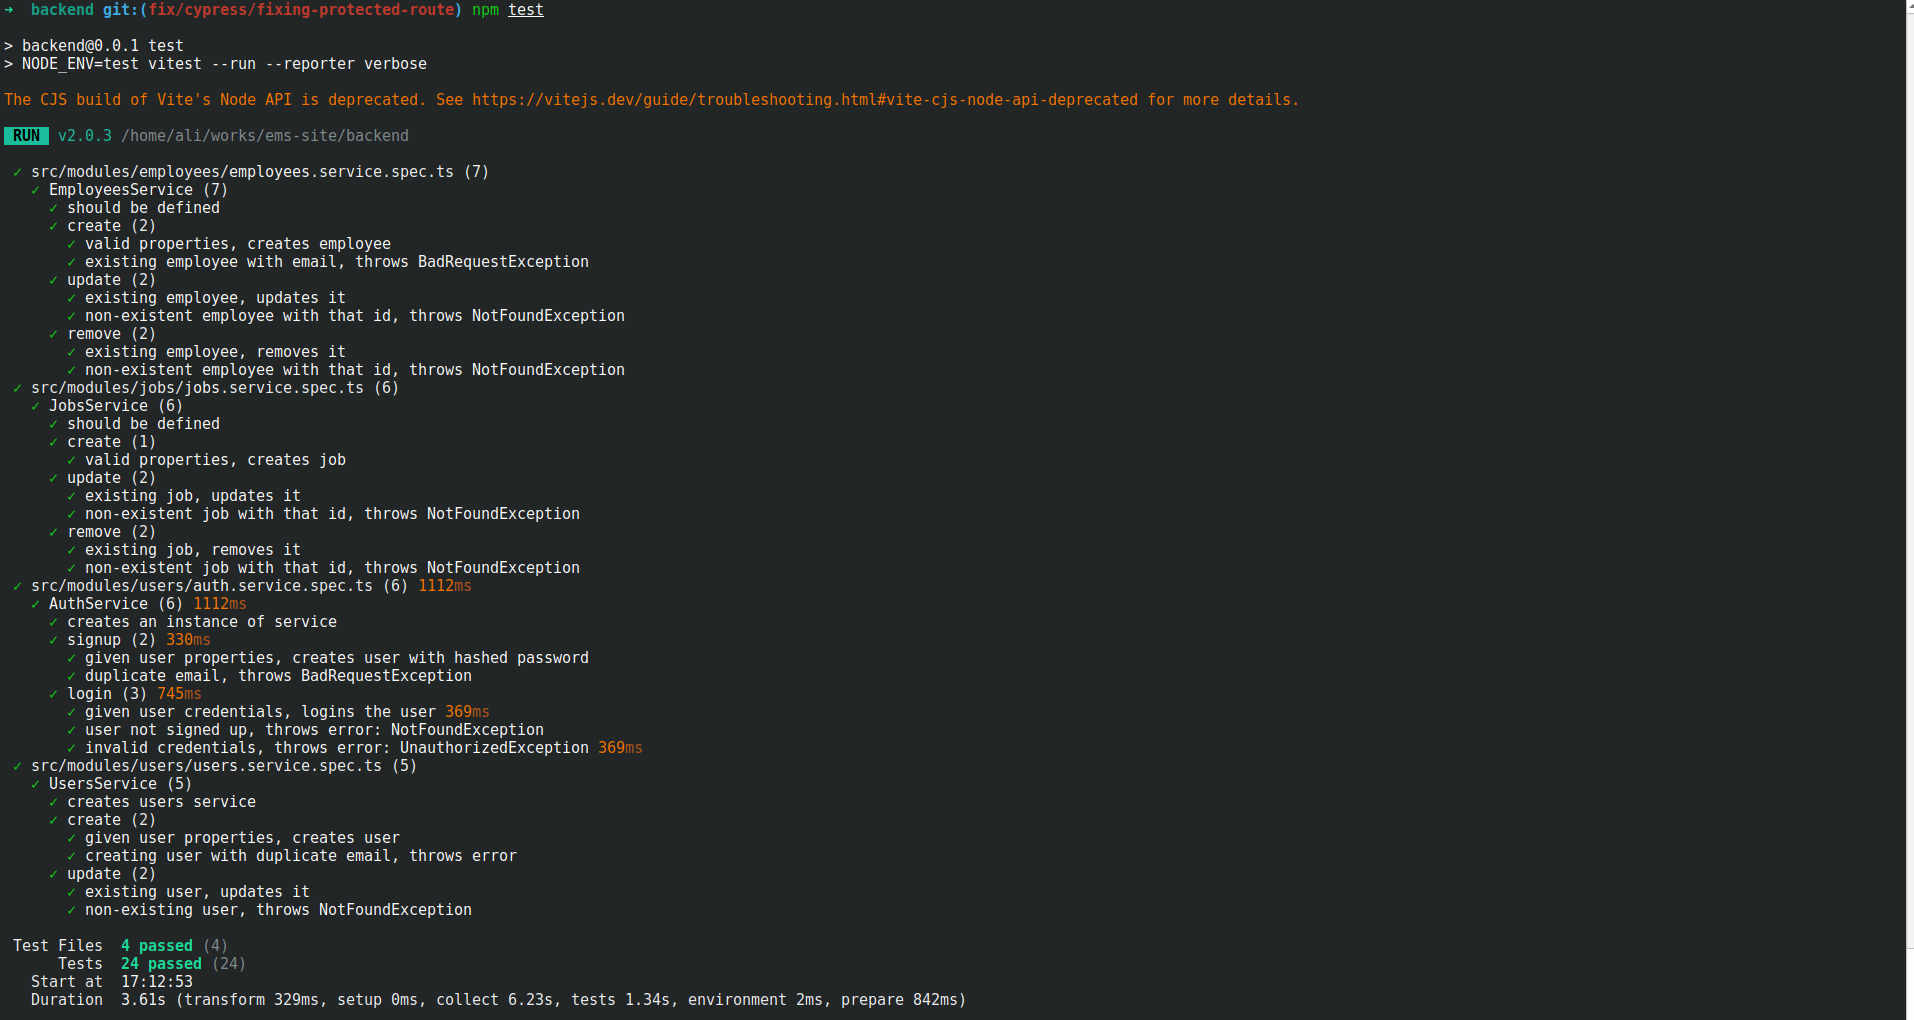 ➜  backend git:(fix/cypress/fixing-protected-route) npm test

> backend@0.0.1 test
> NODE_ENV=test vitest --run --reporter verbose

The CJS build of Vite's Node API is deprecated. See https://vitejs.dev/guide/troubleshooting.html#vite-cjs-node-api-deprecated for more details.

 RUN  v2.0.3 /home/ali/works/ems-site/backend

 ✓ src/modules/employees/employees.service.spec.ts (7)
   ✓ EmployeesService (7)
     ✓ should be defined
     ✓ create (2)
       ✓ valid properties, creates employee
       ✓ existing employee with email, throws BadRequestException
     ✓ update (2)
       ✓ existing employee, updates it
       ✓ non-existent employee with that id, throws NotFoundException
     ✓ remove (2)
       ✓ existing employee, removes it
       ✓ non-existent employee with that id, throws NotFoundException
 ✓ src/modules/jobs/jobs.service.spec.ts (6)
   ✓ JobsService (6)
     ✓ should be defined
     ✓ create (1)
       ✓ valid properties, creates job
     ✓ update (2)
       ✓ existing job, updates it
       ✓ non-existent job with that id, throws NotFoundException
     ✓ remove (2)
       ✓ existing job, removes it
       ✓ non-existent job with that id, throws NotFoundException
 ✓ src/modules/users/auth.service.spec.ts (6) 1112ms
   ✓ AuthService (6) 1112ms
     ✓ creates an instance of service
     ✓ signup (2) 330ms
       ✓ given user properties, creates user with hashed password
       ✓ duplicate email, throws BadRequestException
     ✓ login (3) 745ms
       ✓ given user credentials, logins the user 369ms
       ✓ user not signed up, throws error: NotFoundException
       ✓ invalid credentials, throws error: UnauthorizedException 369ms
 ✓ src/modules/users/users.service.spec.ts (5)
   ✓ UsersService (5)
     ✓ creates users service
     ✓ create (2)
       ✓ given user properties, creates user
       ✓ creating user with duplicate email, throws error
     ✓ update (2)
       ✓ existing user, updates it
       ✓ non-existing user, throws NotFoundException

 Test Files  4 passed (4)
      Tests  24 passed (24)
   Start at  17:12:53
   Duration  3.61s (transform 329ms, setup 0ms, collect 6.23s, tests 1.34s, environment 2ms, prepare 842ms)